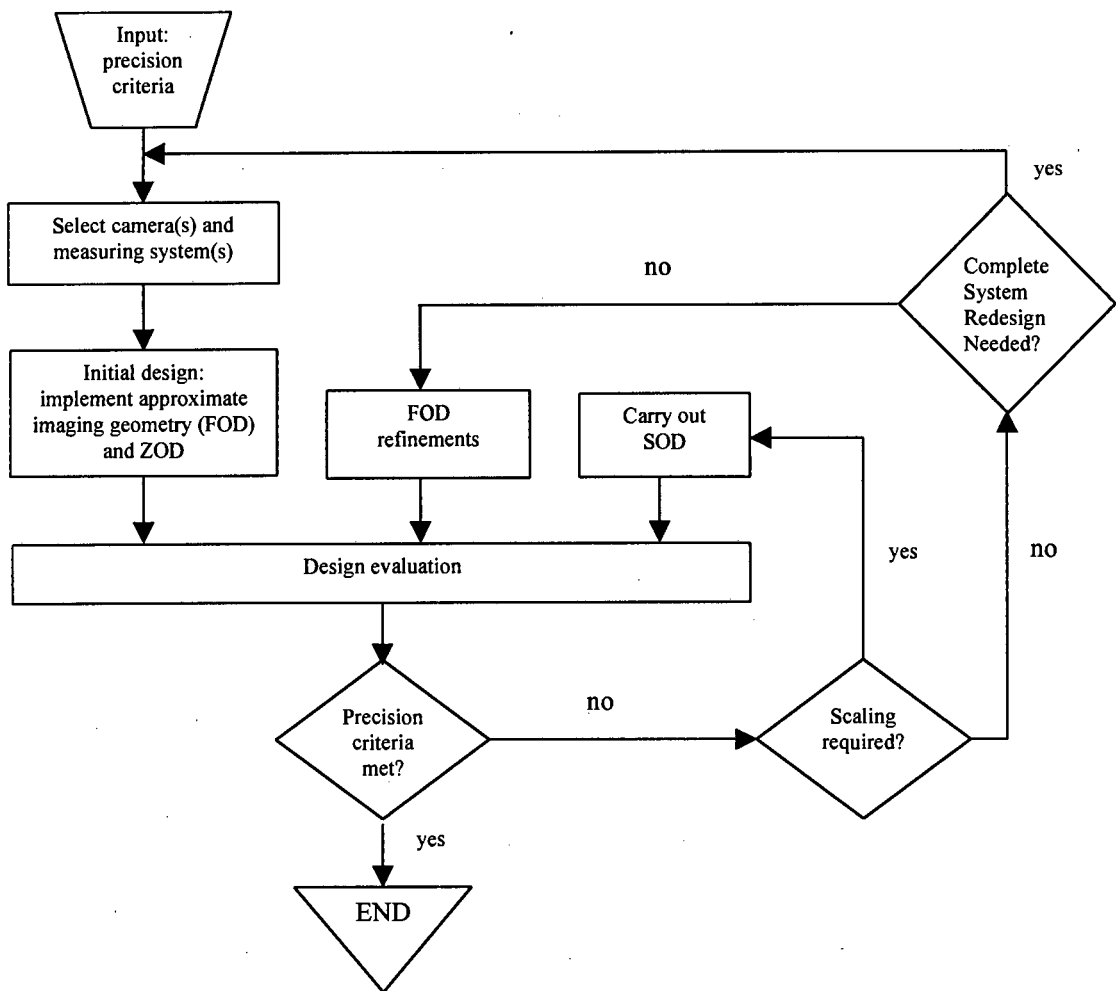 Input:
precision
criteria
yes
Select camera(s) and
measuring system(s)
no
Complete
System
Redesign
Needed?
Initial design:
implement approximate
imaging geometry (FOD)
and ZOD
FOD
refinements
Carry out
SOD
yes
no
Design evaluation
Precision
criteria
met?
no
Scaling
required?
yes
END